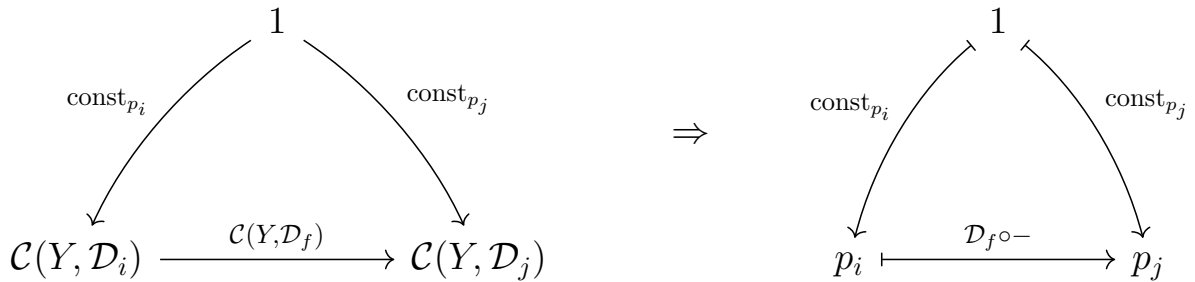 1 1
const_{p_i} const_{p_j} const_{p_i} const_{p_j}
⇒
𝒞(Y,𝒟_f) 𝒟_f∘−
𝒞(Y, 𝒟_i) 𝒞(Y, 𝒟_j) p_i p_j